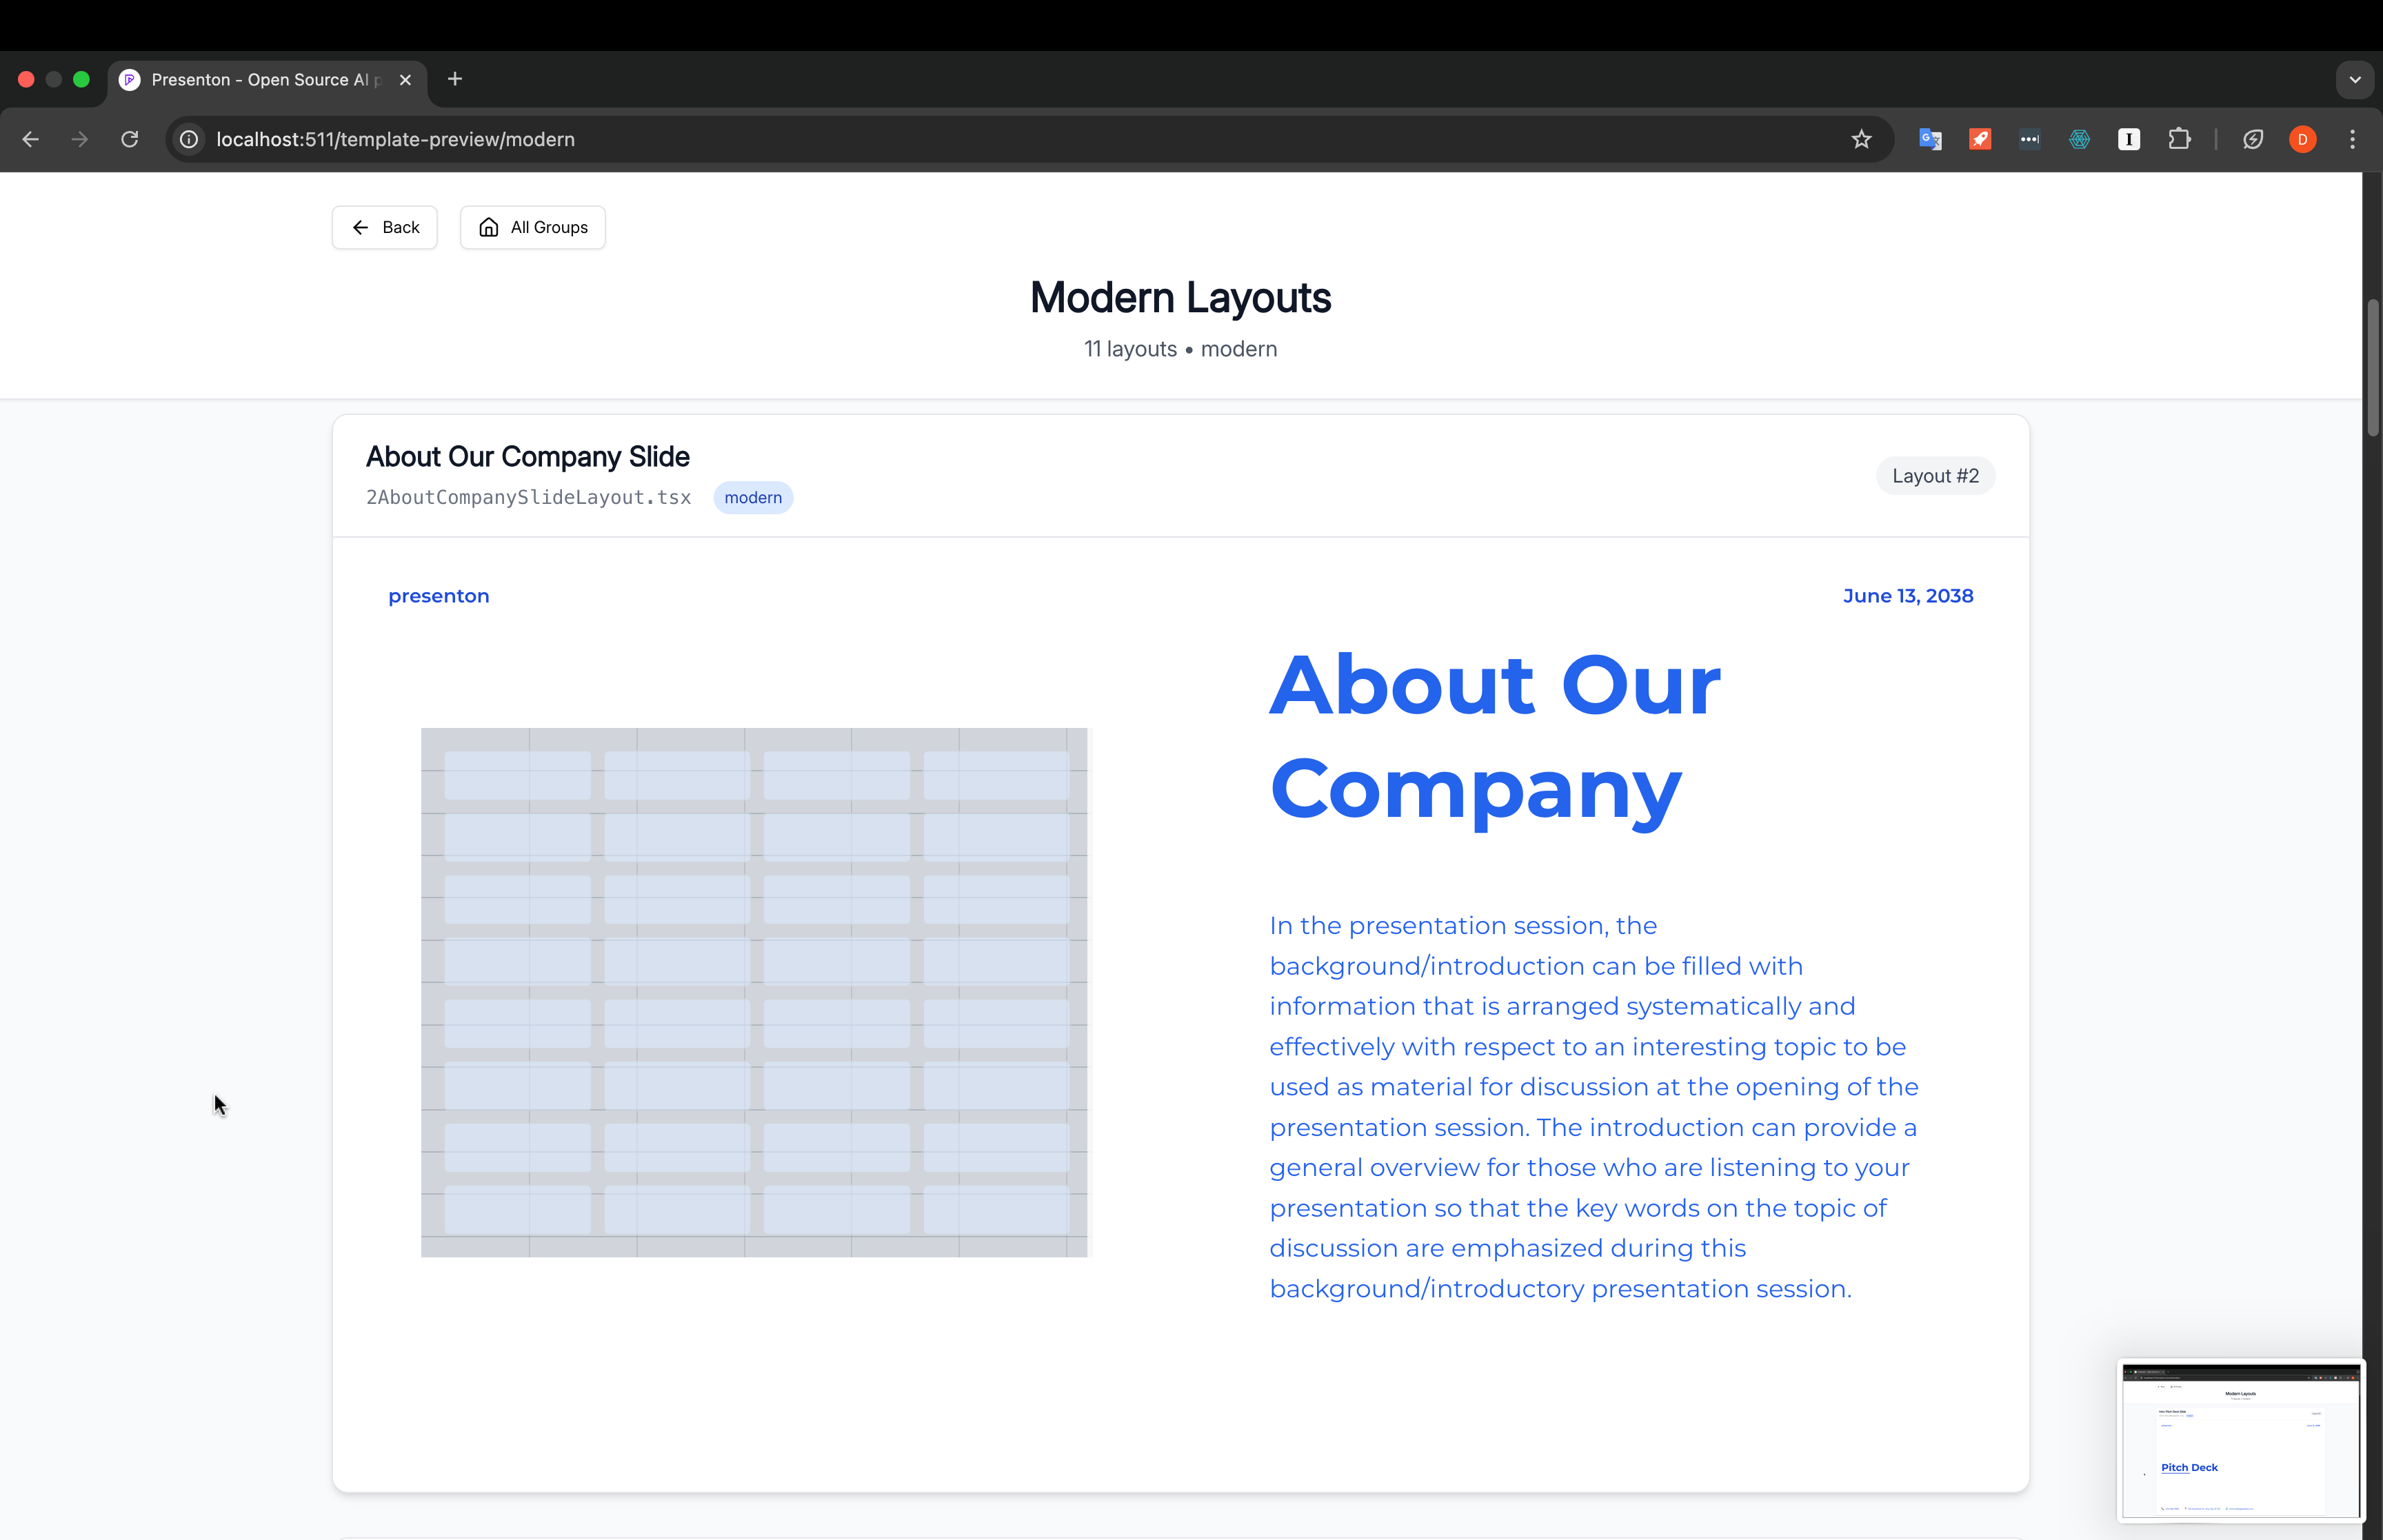 Presenton - Open Source AI p
localhost:511/template-preview/modern
D
Back
All Groups
Modern Layouts
11 layouts • modern
About Our Company Slide
2AboutCompanySlideLayout.tsx
modern
Layout #2
presenton
June 13, 2038
About Our
Company
In the presentation session, the
background/introduction can be filled with
information that is arranged systematically and
effectively with respect to an interesting topic to be
used as material for discussion at the opening of the
presentation session. The introduction can provide a
general overview for those who are listening to your
presentation so that the key words on the topic of
discussion are emphasized during this
background/introductory presentation session.
Modern Layouts
Pitch Deck